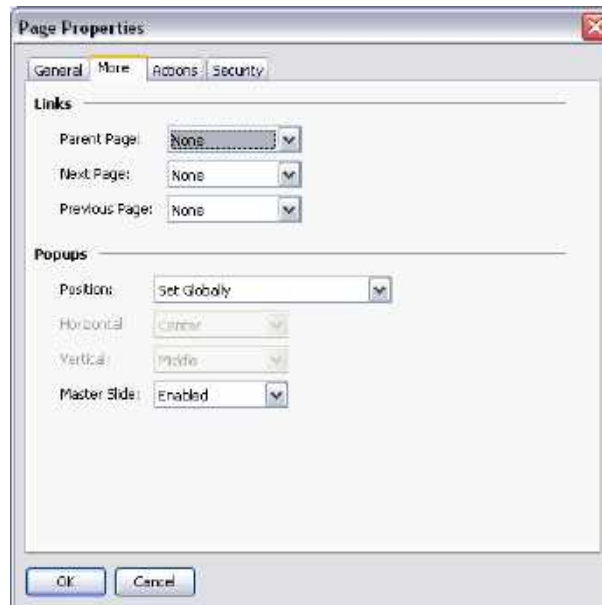 Page Properties
General More Actions Security
Links
Parent Page: None
Next Page: None
Previous Page: None
Popups
Position: Set Globally
Horizontal Center
Vertical: Middle
Master Slide: Enabled
OK Cancel